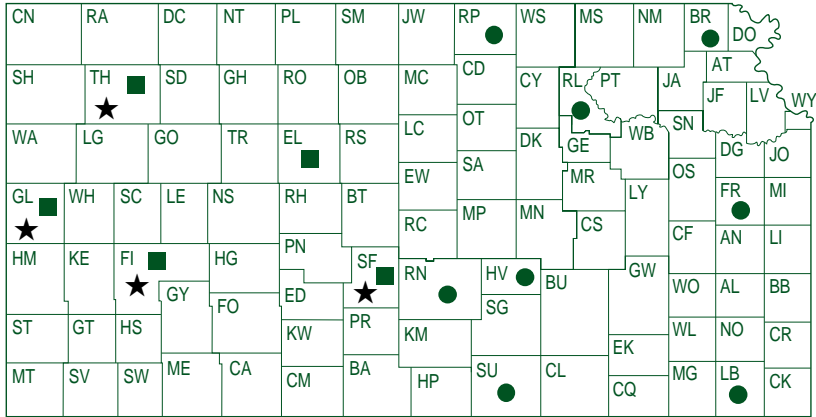 CN RA DC NT PL SM JW RP WS MS NM BR DO
AT
SH TH SD GH RO OB MC CD CY RL PT JA JF LV WY
WA LG GO TR EL RS LC OT DK GE WB SN DG JO
EW SA MR OS
GL WH SC LE NS RH BT RC MP MN CS LY FR MI
HM KE FI HG PN SF RN HV BU GW CF AN LI
GY FO ED SG WO AL BB
ST GT HS KW PR KM EK WL NO CR
MT SV SW ME CA CM BA HP SU CL CQ MG LB CK